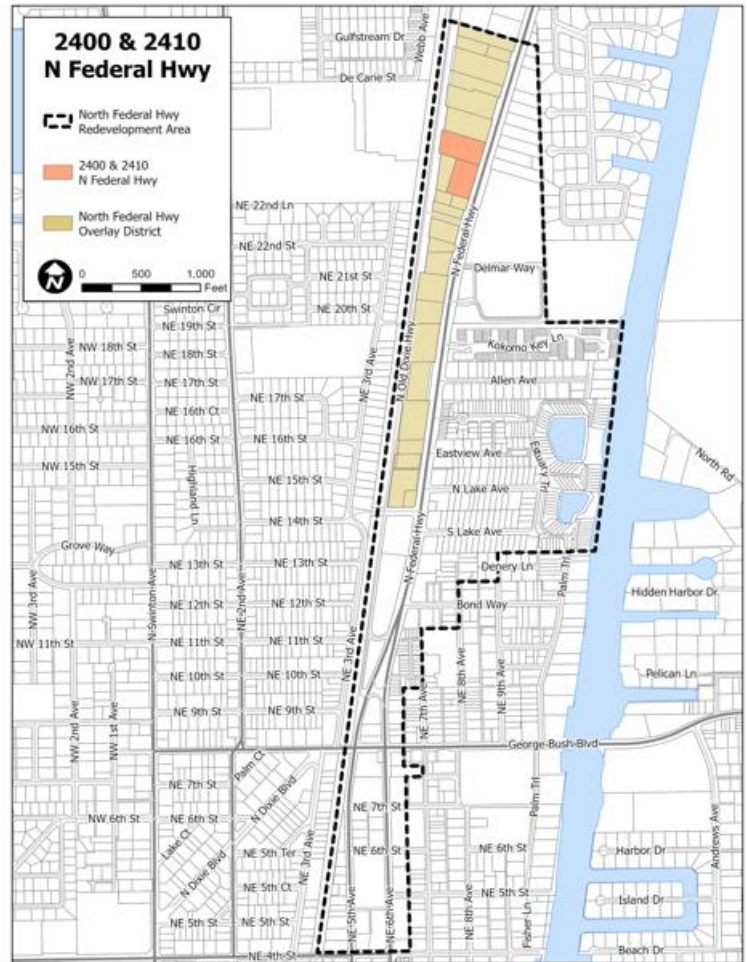 2400 & 2410
N Federal Hwy
North Federal Hwy
Redevelopment Area
2400 & 2410
N Federal Hwy
North Federal Hwy
Overlay District
N
0 500 1,000
Feet
Gulfstream Dr
Webb Ave
De Carie St
NE 22nd Ln
NE 22nd St
NE 21st St
NE 20th St
Swinton Cir
NE 19th St
NW 18th St
NE 18th St
NW 17th St
NE 17th St
NW 2nd Ave
NE 16th Ct
NE 17th St
NW 16th St
NE 16th St
NE 16th St
NW 15th St
NE 15th St
Highland Ln
NE 14th St
Grove Way
NE 13th St
NE 13th St
NW 3rd Ave
N Swinton Ave
NE 2nd Ave
NE 12th St
NE 12th St
NW 11th St
NE 11th St
NE 11th St
NE 10th St
NE 10th St
NE 9th St
NE 9th St
NW 2nd Ave
NW 1st Ave
NE 3rd Ave
NE 3rd Ave
N Old Dixie Hwy
N Federal Hwy
Delmar Way
Kokomo Key Ln
Allen Ave
Eastview Ave
Estuary Trl
N Lake Ave
S Lake Ave
North Rd
N Federal Hwy
Denery Ln
Palm Trl
Bond Way
Hidden Harbor Dr
Pelican Ln
NE 7th Ave
NE 8th Ave
NE 9th Ave
George Bush Blvd
NE 7th St
Palm Ct
N Dixie Blvd
NE 7th St
Palm Trl
NW 6th St
NE 6th St
NE 6th St
NE 6th St
Lake Ct
NE 5th Ter
NE 3rd Ave
Harbor Dr
Andrews Ave
N Dixie Blvd
NE 5th Ct
NE 5th St
Island Dr
NE 5th St
NE 5th St
NE 5th Ave
NE 6th Ave
NE 8th Ave
Fisher Ln
NE 4th St
Beach Dr